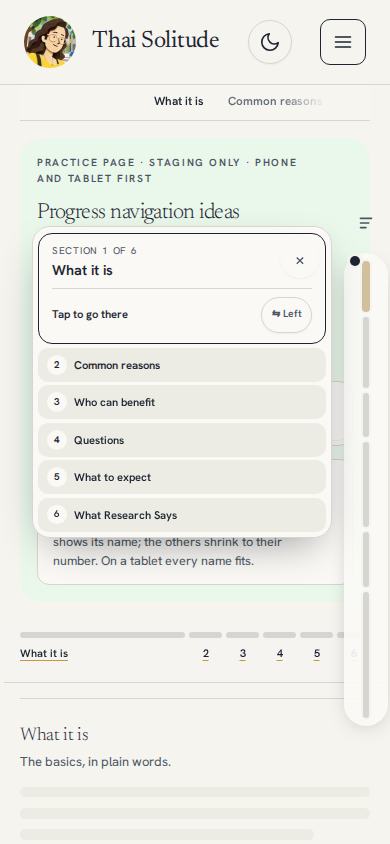 Thai Solitude
What it is
Common reasons
PRACTICE PAGE · STAGING ONLY · PHONE
AND TABLET FIRST
Progress navigation ideas
SECTION 1 OF 6
What it is
×
Tap to go there
⇆ Left
2 Common reasons
3 Who can benefit
4 Questions
5 What to expect
6 What Research Says
shows its name; the others shrink to their
number. On a tablet every name fits.
What it is 2 3 4 5 6
What it is
The basics, in plain words.